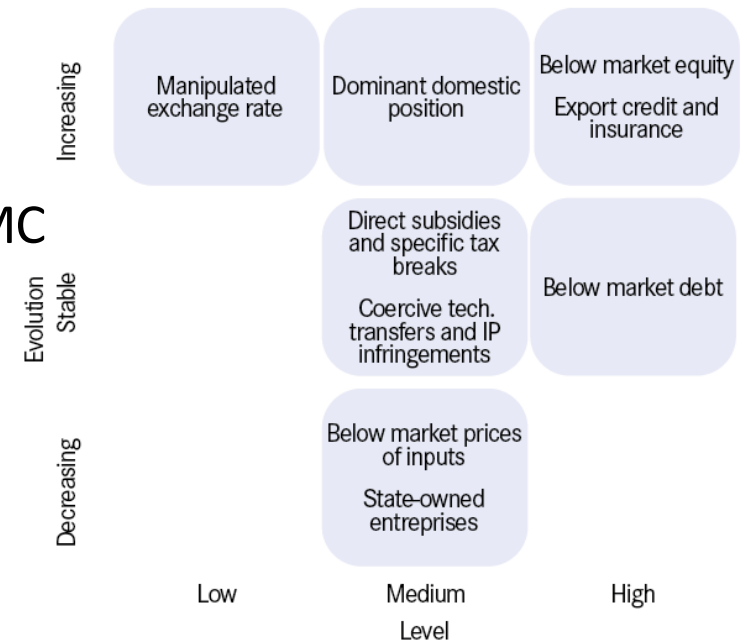 Increasing
Manipulated
exchange rate
Dominant domestic
position
Below market equity
Export credit and
insurance
MC
Evolution
Stable
Direct subsidies
and specific tax
breaks
Coercive tech.
transfers and IP
infringements
Below market debt
Decreasing
Below market prices
of inputs
State-owned
entreprises
Low
Medium
High
Level